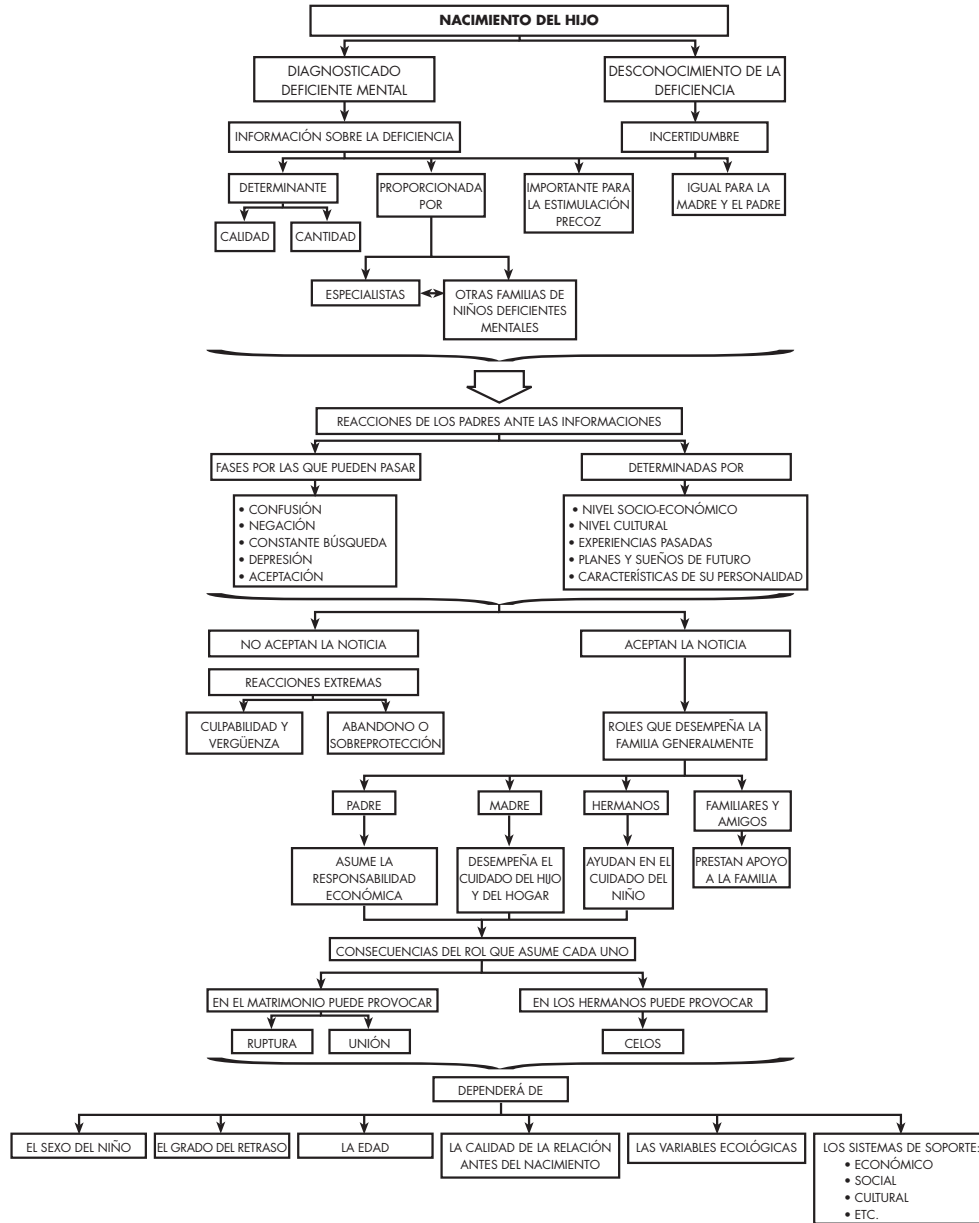 NACIMIENTO DEL HIJO
DIAGNOSTICADO
DEFICIENTE MENTAL
DESCONOCIMIENTO DE LA
DEFICIENCIA
INFORMACIÓN SOBRE LA DEFICIENCIA
INCERTIDUMBRE
DETERMINANTE
PROPORCIONADA
POR
IMPORTANTE PARA
LA ESTIMULACIÓN
PRECOZ
IGUAL PARA LA
MADRE Y EL PADRE
CALIDAD
CANTIDAD
ESPECIALISTAS
OTRAS FAMILIAS DE
NIÑOS DEFICIENTES
MENTALES
REACCIONES DE LOS PADRES ANTE LAS INFORMACIONES
FASES POR LAS QUE PUEDEN PASAR
DETERMINADAS POR
• CONFUSIÓN
• NEGACIÓN
• CONSTANTE BÚSQUEDA
• DEPRESIÓN
• ACEPTACIÓN
• NIVEL SOCIO-ECONÓMICO
• NIVEL CULTURAL
• EXPERIENCIAS PASADAS
• PLANES Y SUEÑOS DE FUTURO
• CARACTERÍSTICAS DE SU PERSONALIDAD
NO ACEPTAN LA NOTICIA
ACEPTAN LA NOTICIA
REACCIONES EXTREMAS
CULPABILIDAD Y
VERGÜENZA
ABANDONO O
SOBREPROTECCIÓN
ROLES QUE DESEMPEÑA LA
FAMILIA GENERALMENTE
PADRE
MADRE
HERMANOS
FAMILIARES Y
AMIGOS
ASUME LA
RESPONSABILIDAD
ECONÓMICA
DESEMPEÑA EL
CUIDADO DEL HIJO
Y DEL HOGAR
AYUDAN EN EL
CUIDADO DEL
NIÑO
PRESTAN APOYO
A LA FAMILIA
CONSECUENCIAS DEL ROL QUE ASUME CADA UNO
EN EL MATRIMONIO PUEDE PROVOCAR
EN LOS HERMANOS PUEDE PROVOCAR
RUPTURA
UNIÓN
CELOS
DEPENDERÁ DE
EL SEXO DEL NIÑO
EL GRADO DEL RETRASO
LA EDAD
LA CALIDAD DE LA RELACIÓN
ANTES DEL NACIMIENTO
LAS VARIABLES ECOLÓGICAS
LOS SISTEMAS DE SOPORTE:
• ECONÓMICO
• SOCIAL
• CULTURAL
• ETC.